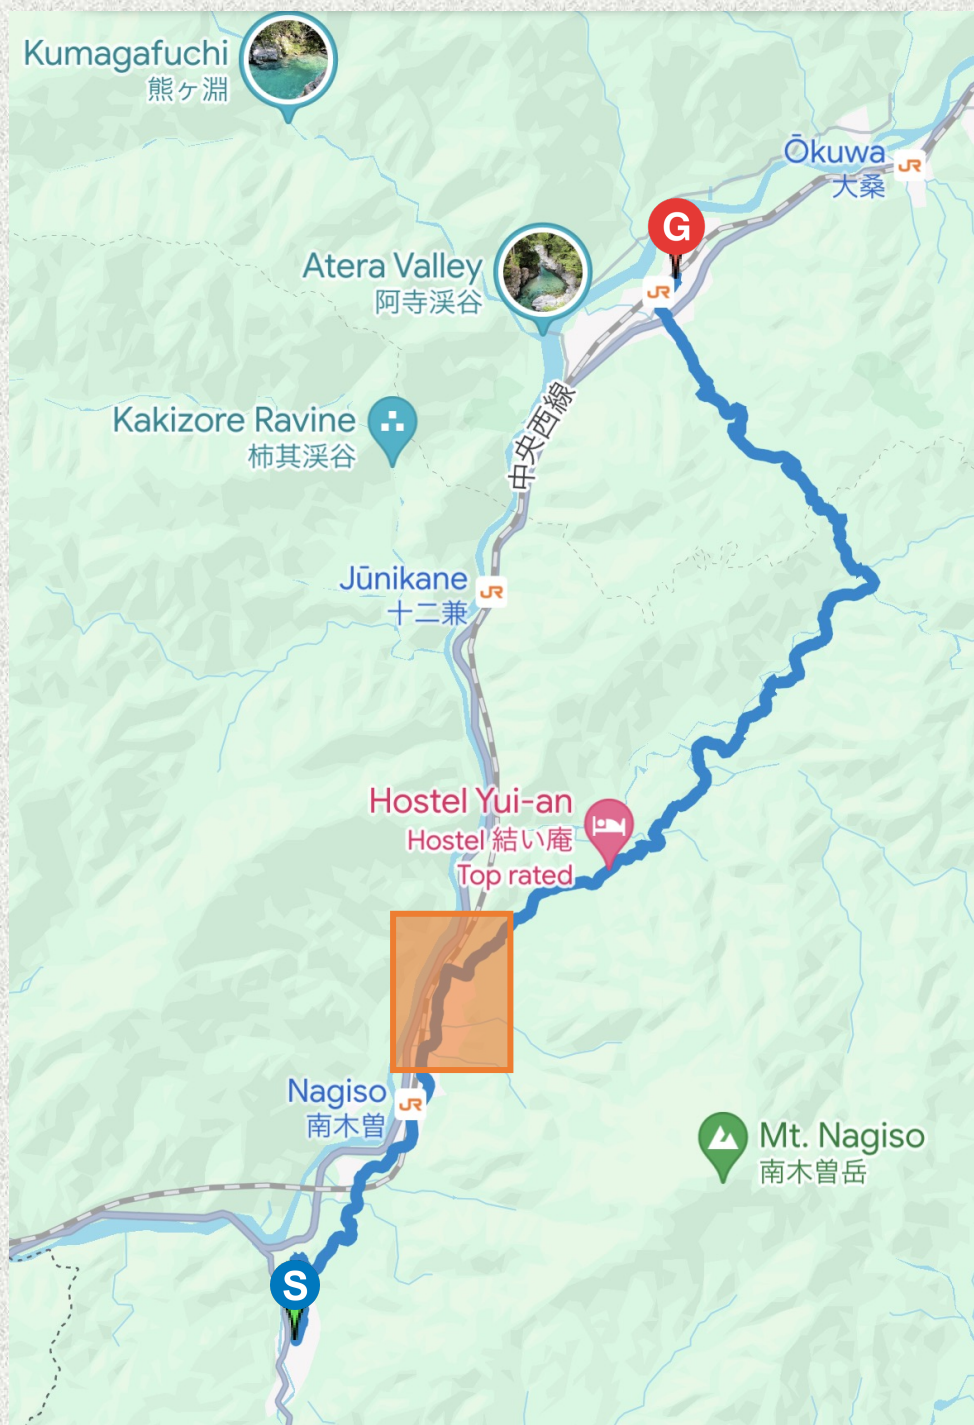 Kumagafuchi
熊ヶ淵
Ōkuwa
大桑
JR
G
Atera Valley
阿寺渓谷
JR
中央西線
Kakizore Ravine
柿其渓谷
Jūnikane
十二兼
JR
Hostel Yui-an
Hostel 結い庵
Top rated
Nagiso
南木曽
JR
Mt. Nagiso
南木曽岳
S